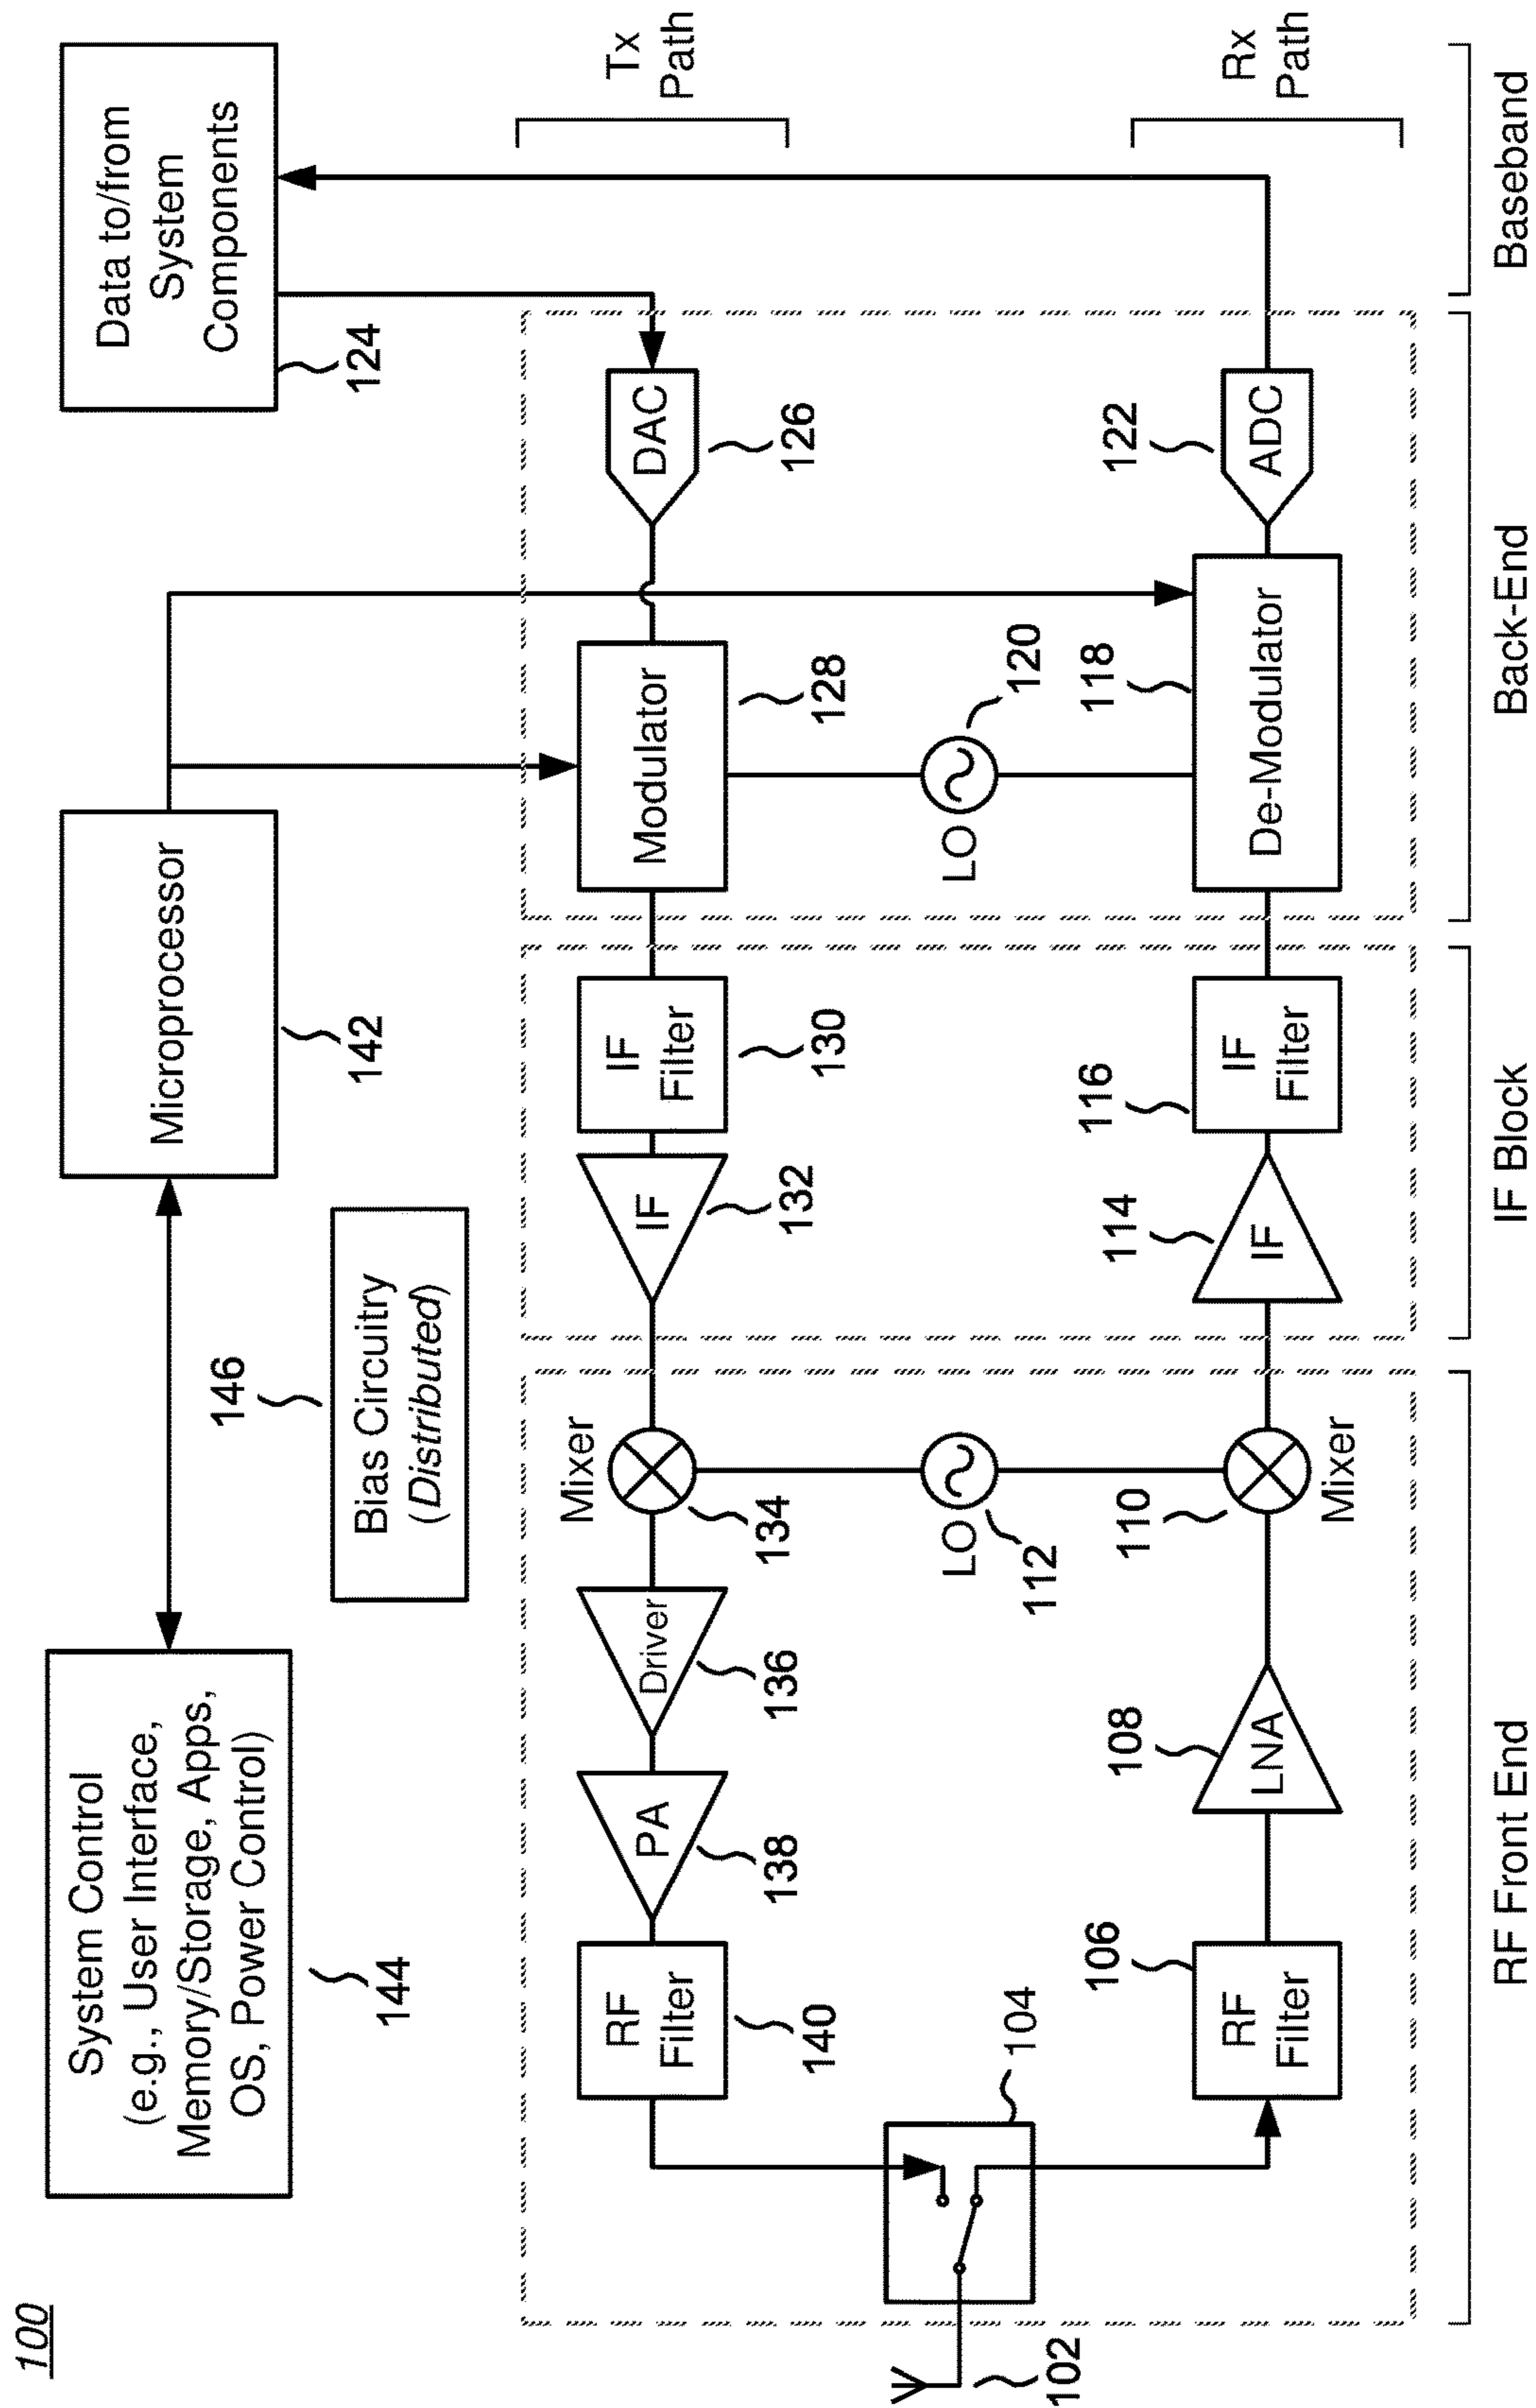 100
System Control
(e.g., User Interface,
Memory/Storage, Apps,
OS, Power Control)
144
Microprocessor
142
Data to/from
System
Components
124
146
Bias Circuitry
(Distributed)
Tx
Path
RF
Filter
140
PA
138
Driver
136
Mixer
134
IF
132
IF
Filter
130
Modulator
128
DAC
126
102
104
LO
112
LO
120
Rx
Path
106
RF
Filter
108
LNA
110
Mixer
114
IF
116
IF
Filter
118
De-Modulator
122
ADC
RF Front End
IF Block
Back-End
Baseband